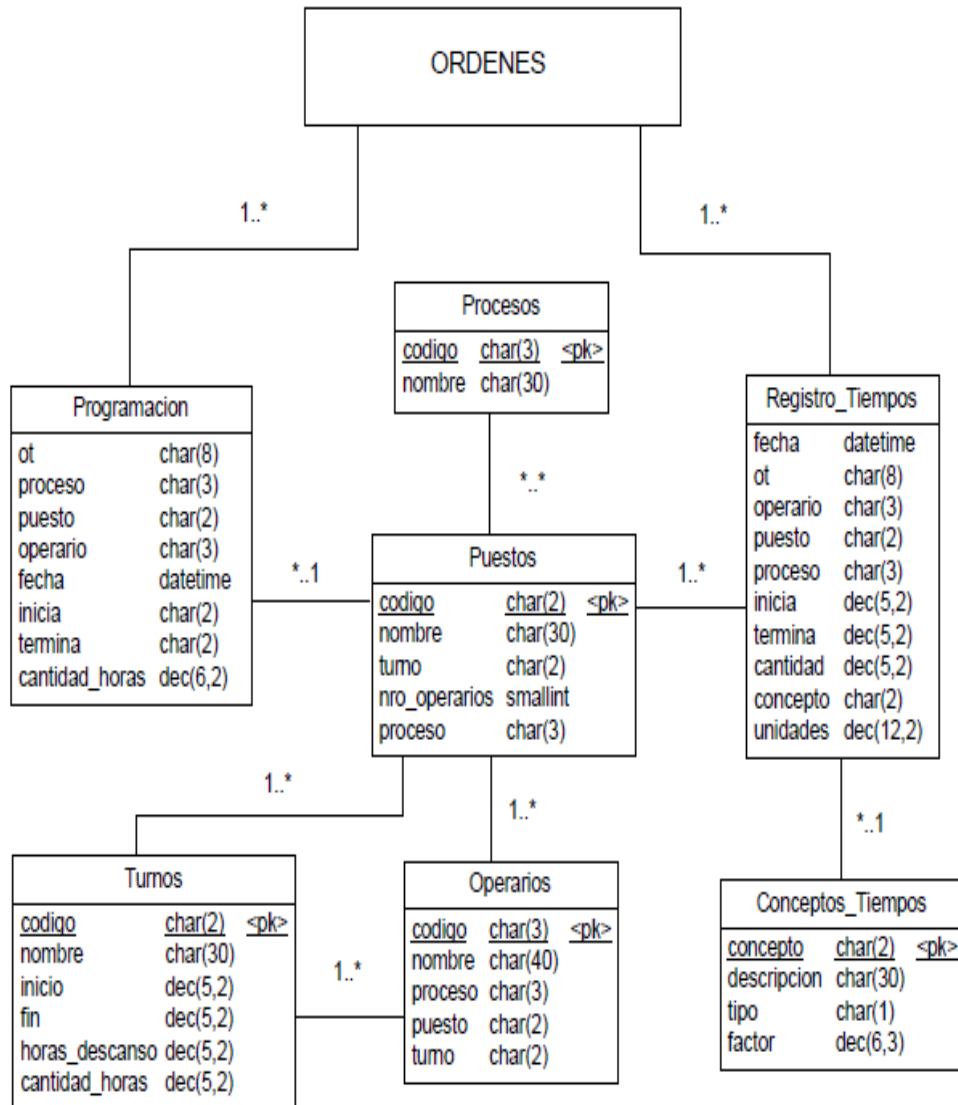 ORDENES
1..*
1..*
Procesos
codigo char(3) <pk>
nombre char(30)
Programacion
ot char(8)
proceso char(3)
puesto char(2)
operario char(3)
fecha datetime
inicia char(2)
termina char(2)
cantidad_horas dec(6,2)
Registro_Tiempos
fecha datetime
ot char(8)
operario char(3)
puesto char(2)
proceso char(3)
inicia dec(5,2)
termina dec(5,2)
cantidad dec(5,2)
concepto char(2)
unidades dec(12,2)
*..*
*..1
1..*
Puestos
codigo char(2) <pk>
nombre char(30)
turno char(2)
nro_operarios smallint
proceso char(3)
1..*
1..*
*..1
Turnos
codigo char(2) <pk>
nombre char(30)
inicio dec(5,2)
fin dec(5,2)
horas_descanso dec(5,2)
cantidad_horas dec(5,2)
1..*
Operarios
codigo char(3) <pk>
nombre char(40)
proceso char(3)
puesto char(2)
turno char(2)
Conceptos_Tiempos
concepto char(2) <pk>
descripcion char(30)
tipo char(1)
factor dec(6,3)